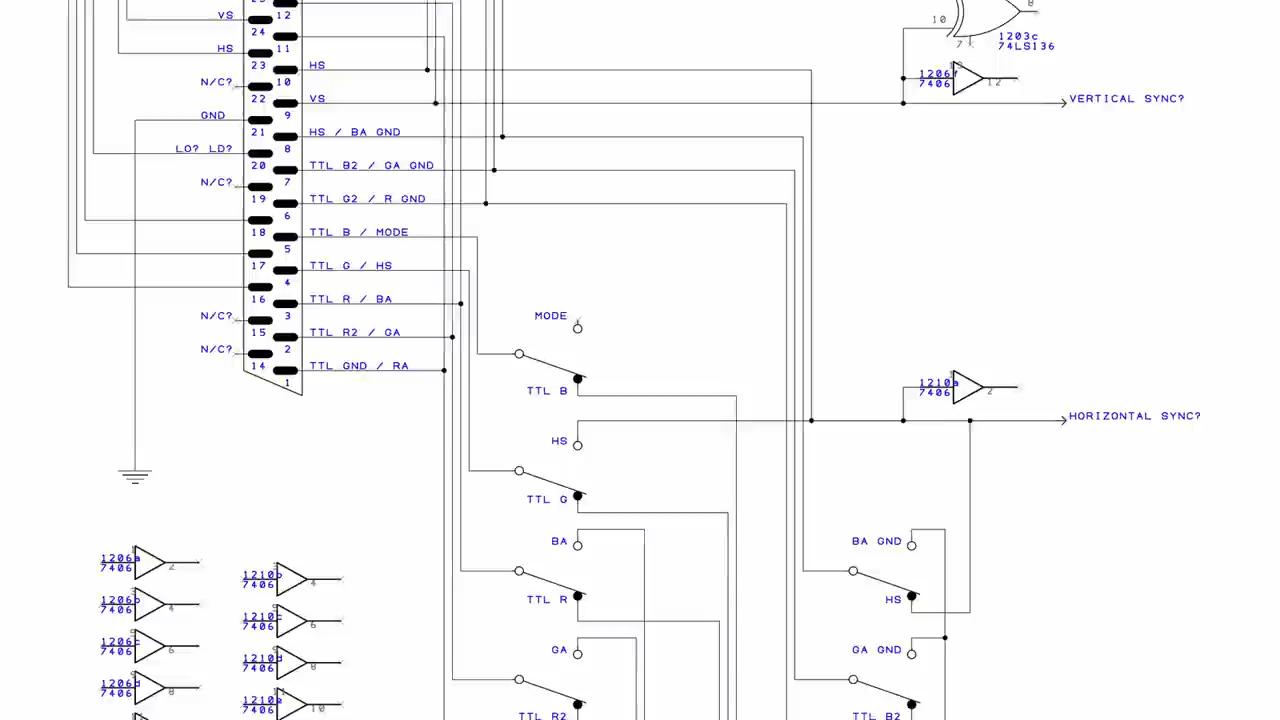 VS
12
24
HS
11
23
HS
N/C?
10
22
VS
GND
9
21
HS / BA GND
LO? LD?
8
20
TTL B2 / GA GND
N/C?
7
19
TTL G2 / R GND
6
18
TTL B / MODE
5
17
TTL G / HS
4
16
TTL R / BA
N/C?
3
15
TTL R2 / GA
N/C?
2
14
TTL GND / RA
1
10
8
1203c
7
74LS136
1206f
7406
12
VERTICAL SYNC?
MODE
TTL B
1210a
7406
2
HORIZONTAL SYNC?
HS
TTL G
BA
TTL R
GA
TTL R2
BA GND
HS
GA GND
TTL B2
1206a
7406
2
1206b
7406
4
1206c
7406
6
1206d
7406
8
1210b
7406
4
1210c
7406
6
1210d
7406
8
1210e
7406
10